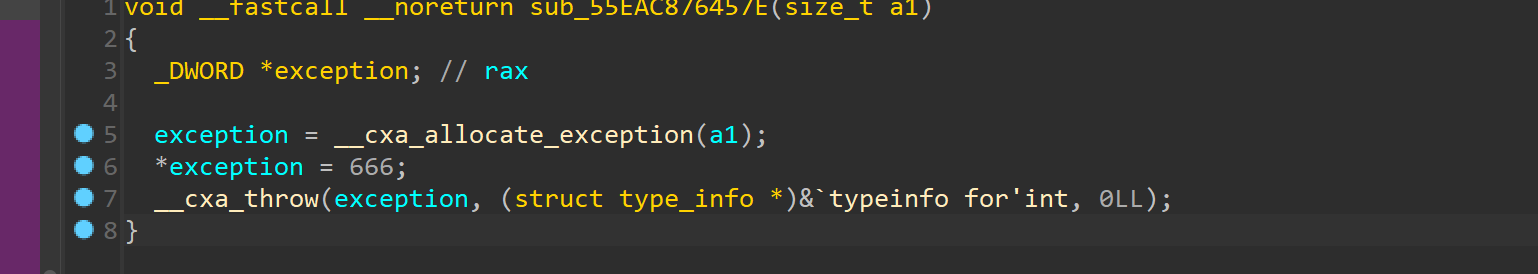 1 void __fastcall __noreturn sub_55EAC876457E(size_t a1)
2 {
3 _DWORD *exception; // rax
4
5 exception = __cxa_allocate_exception(a1);
6 *exception = 666;
7 __cxa_throw(exception, (struct type_info *)&`typeinfo for'int, 0LL);
8 }